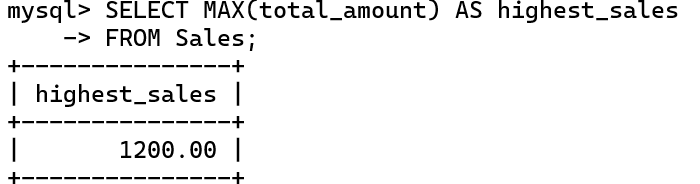 mysql> SELECT MAX(total_amount) AS highest_sales
    -> FROM Sales;
+---------------+
| highest_sales |
+---------------+
|       1200.00 |
+---------------+